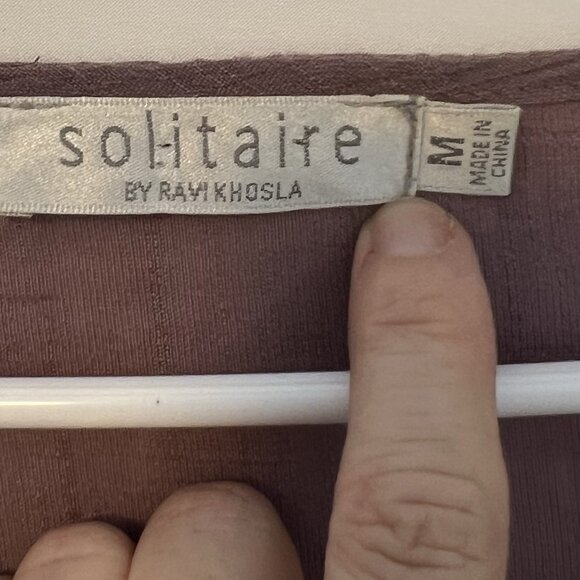 solitaire
BY RAVI KHOSLA
M
MADE IN
CHINA